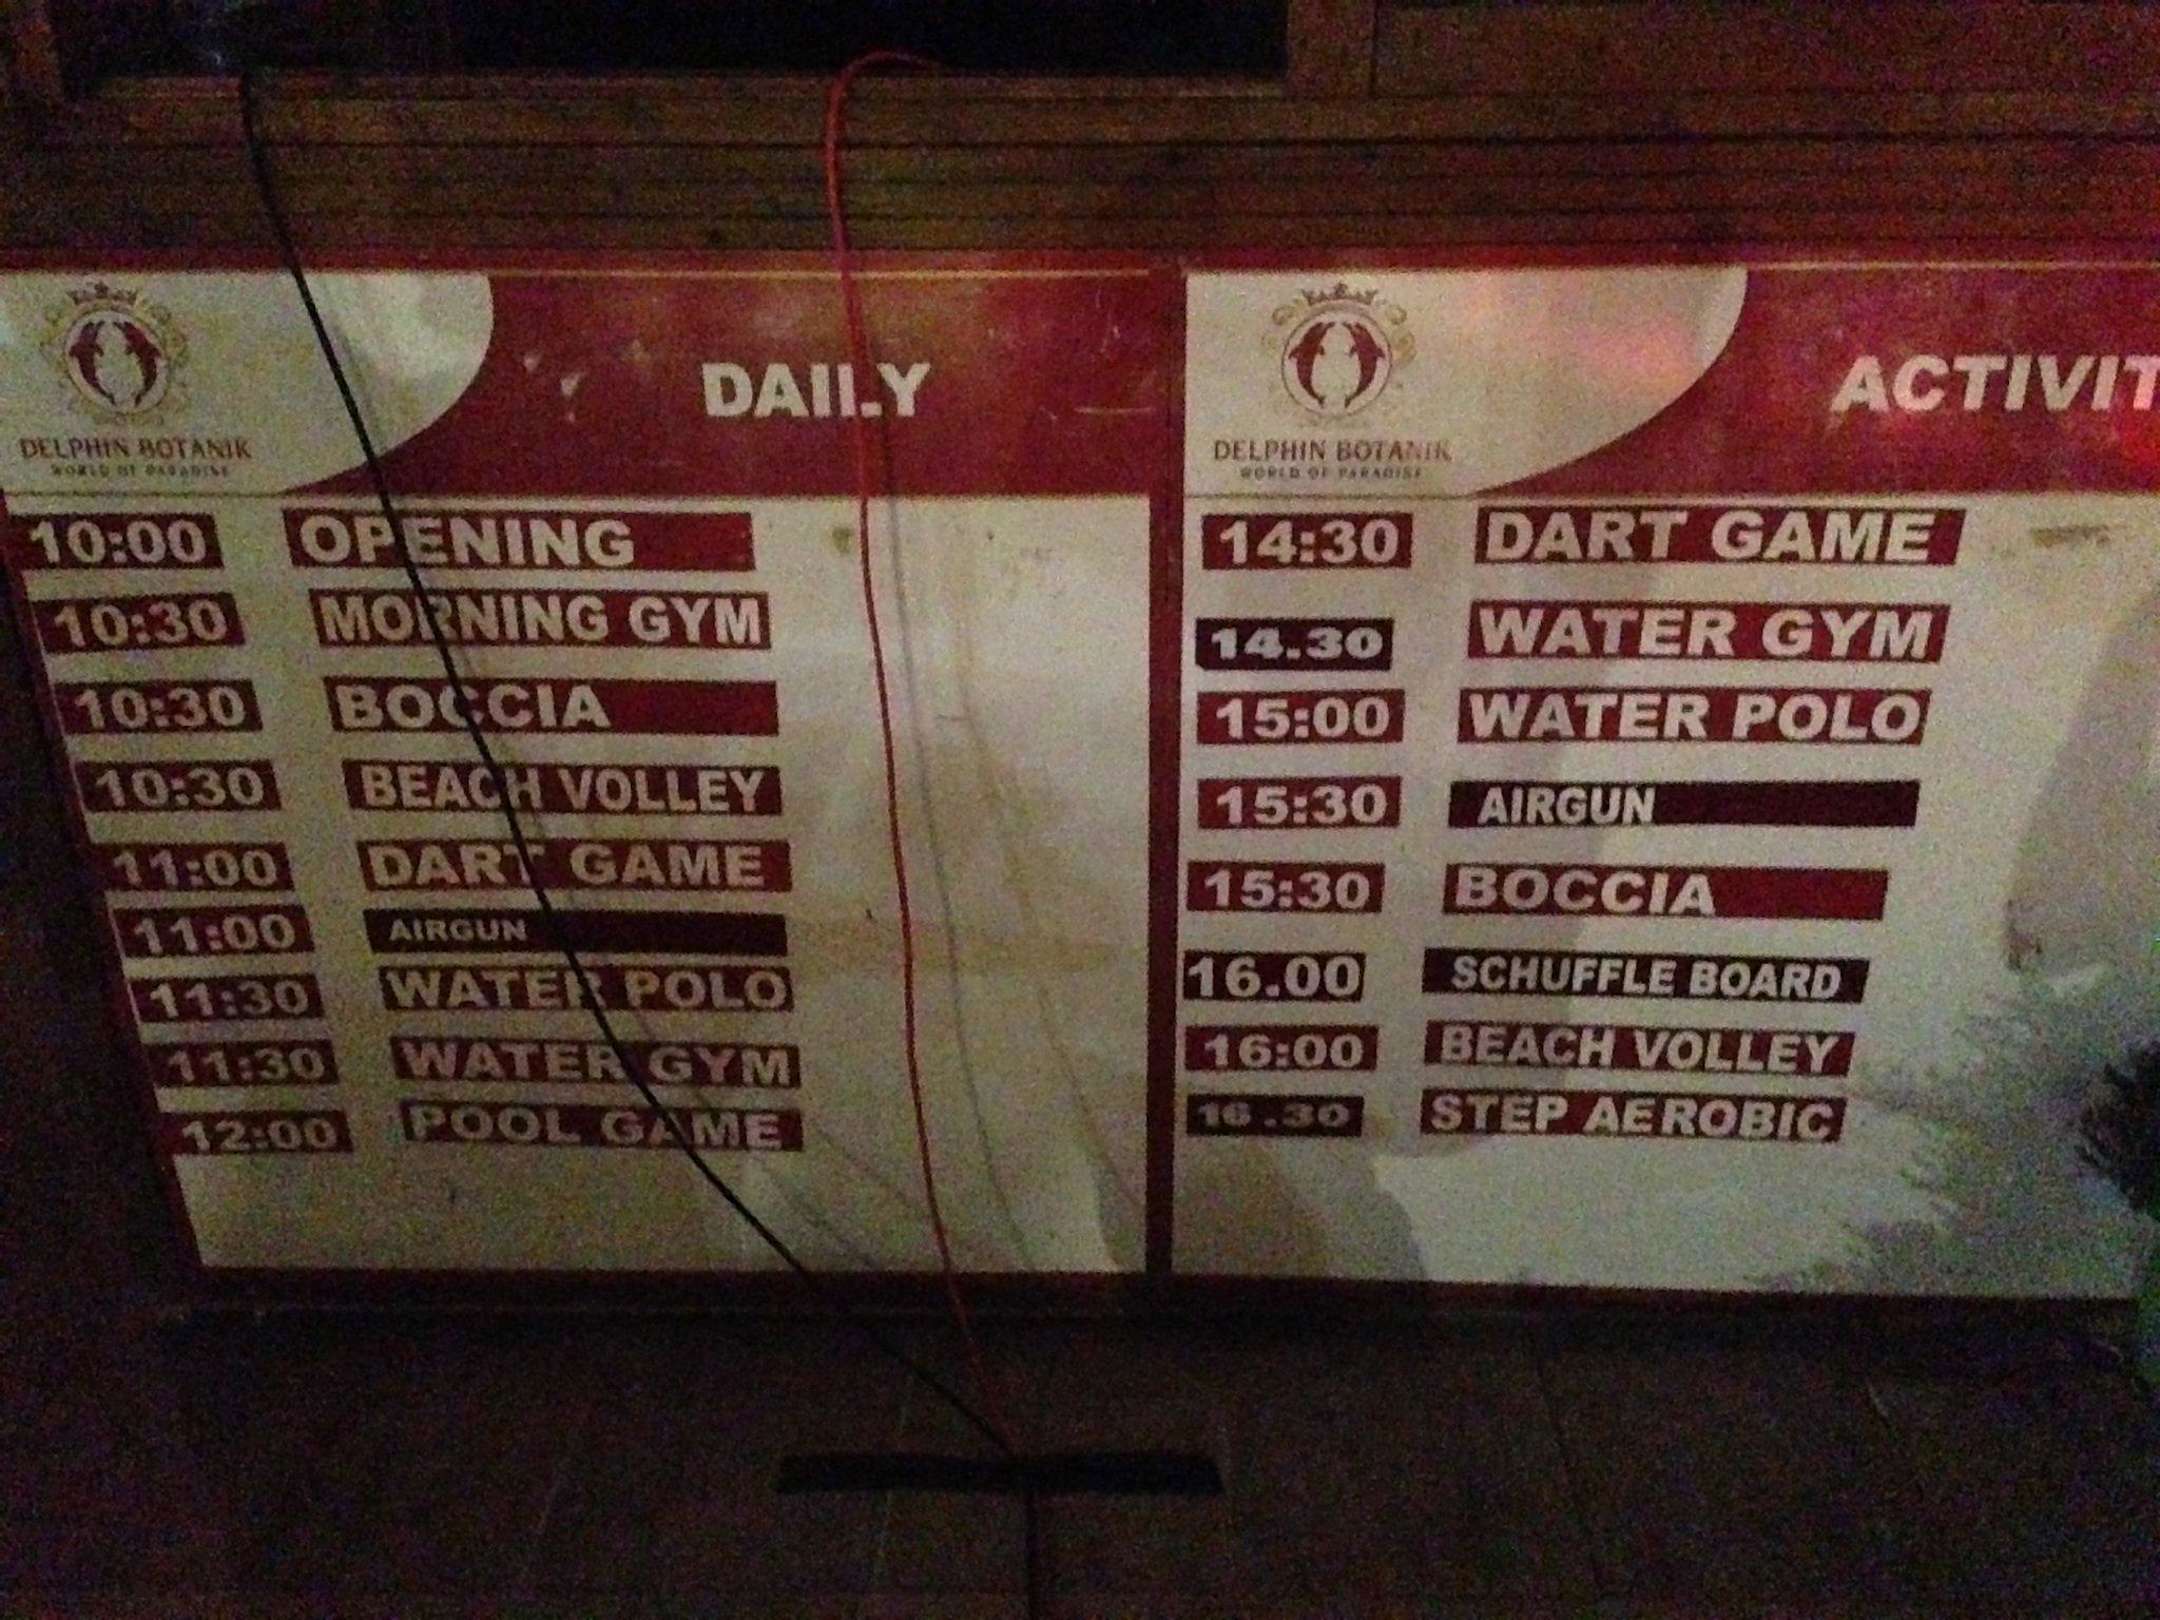 DELPHIN BOTANIK
WORLD OF PARADISE
DAILY
10:00 OPENING
10:30 MORNING GYM
10:30 BOCCIA
10:30 BEACH VOLLEY
11:00 DART GAME
11:00 AIRGUN
11:30 WATER POLO
11:30 WATER GYM
12:00 POOL GAME
DELPHIN BOTANIK
WORLD OF PARADISE
ACTIVIT
14:30 DART GAME
14.30 WATER GYM
15:00 WATER POLO
15:30 AIRGUN
15:30 BOCCIA
16.00 SCHUFFLE BOARD
16:00 BEACH VOLLEY
16.30 STEP AEROBIC